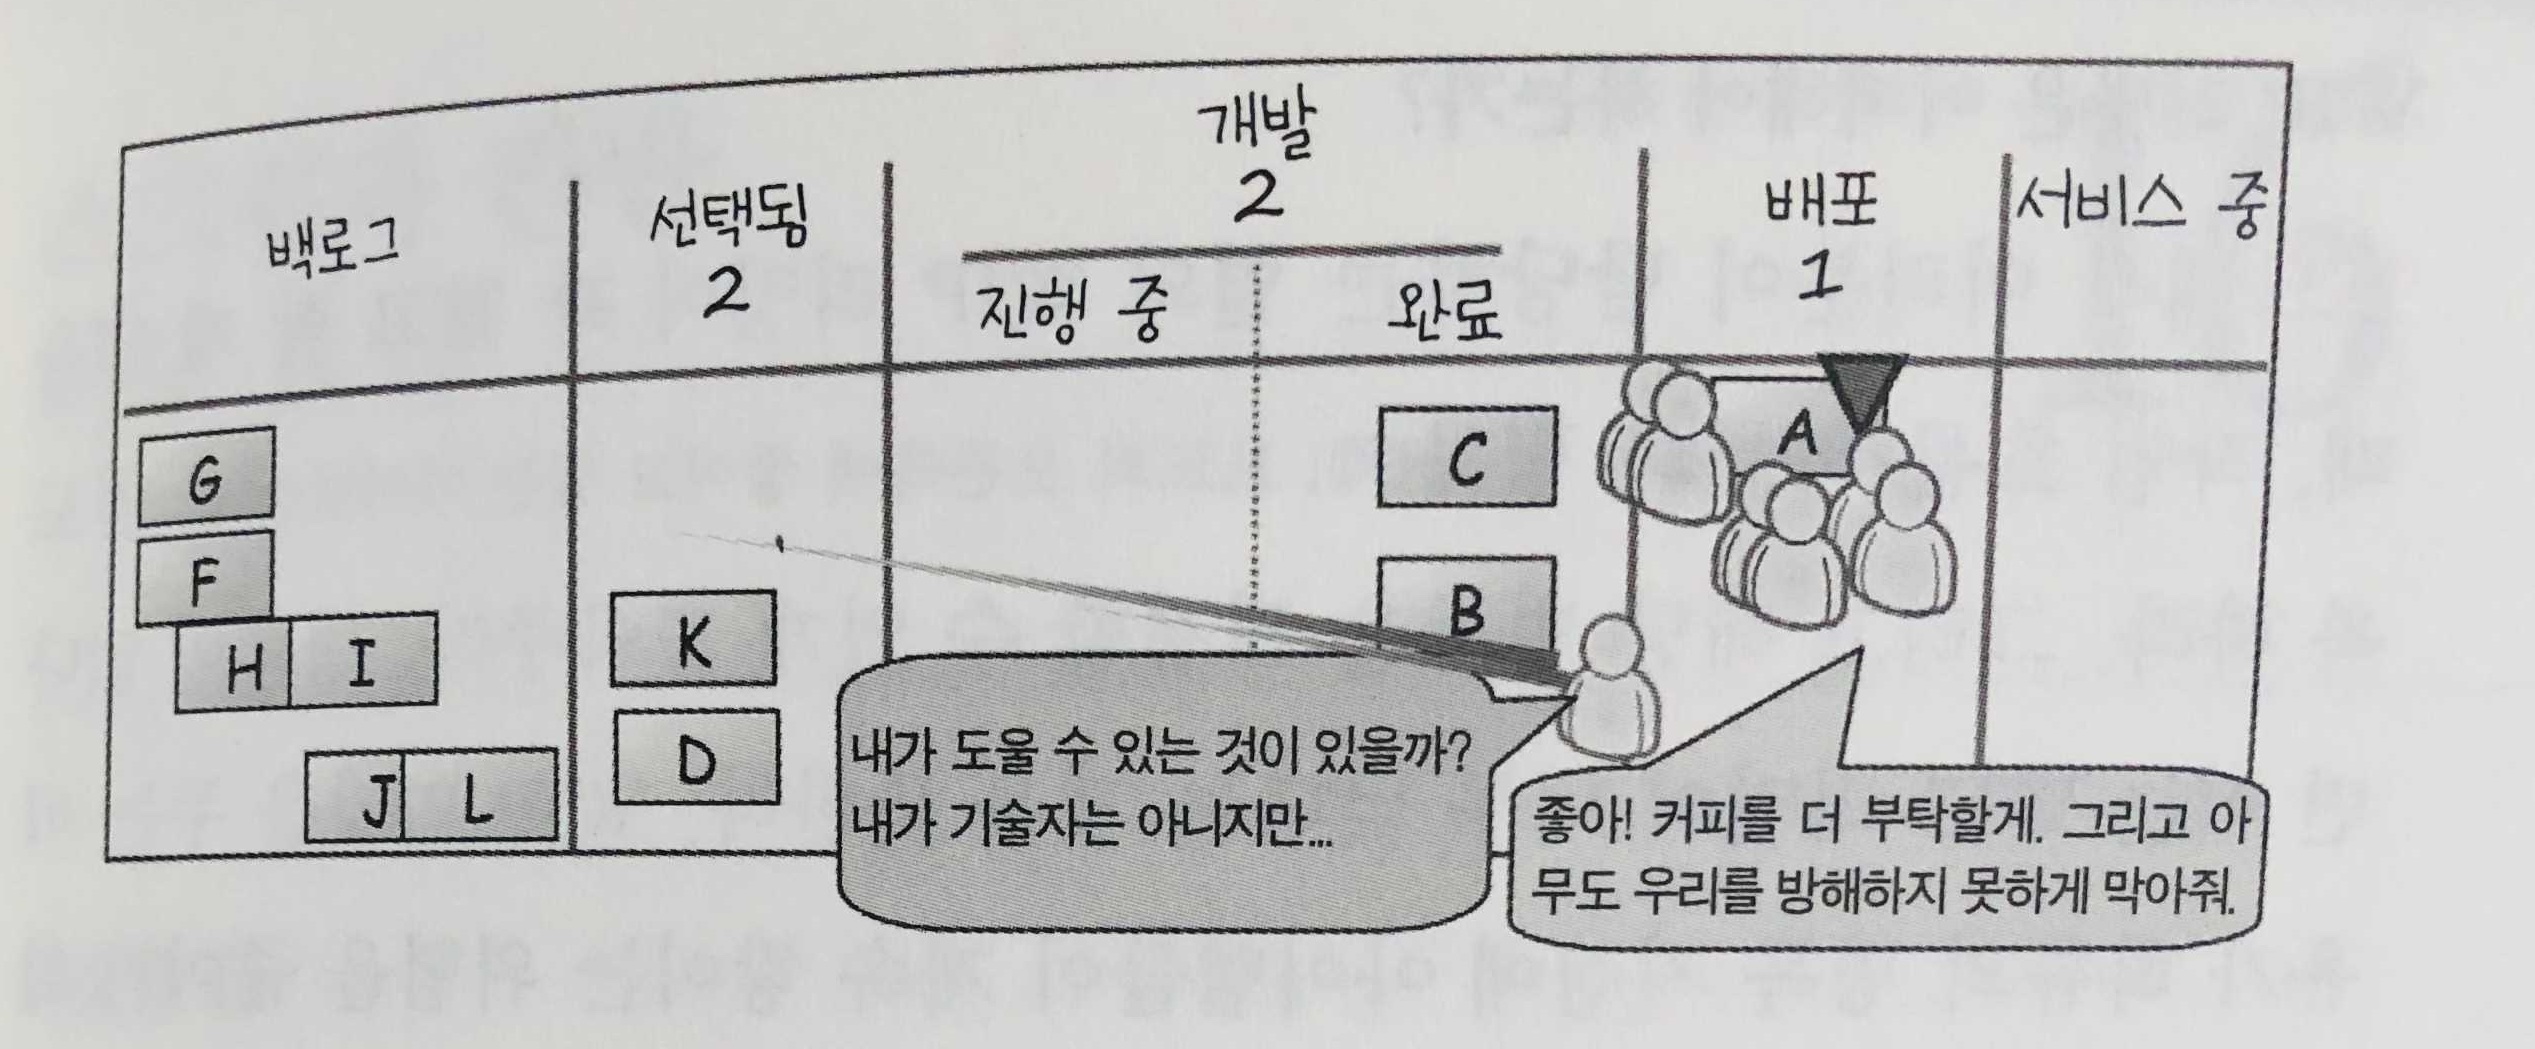 백로그
선택됨
2
개발
2
진행 중
완료
배포
1
서비스 중
G
F
H I
J L
K
D
C
B
A
내가 도울 수 있는 것이 있을까?
내가 기술자는 아니지만...
좋아! 커피를 더 부탁할게. 그리고 아
무도 우리를 방해하지 못하게 막아줘.